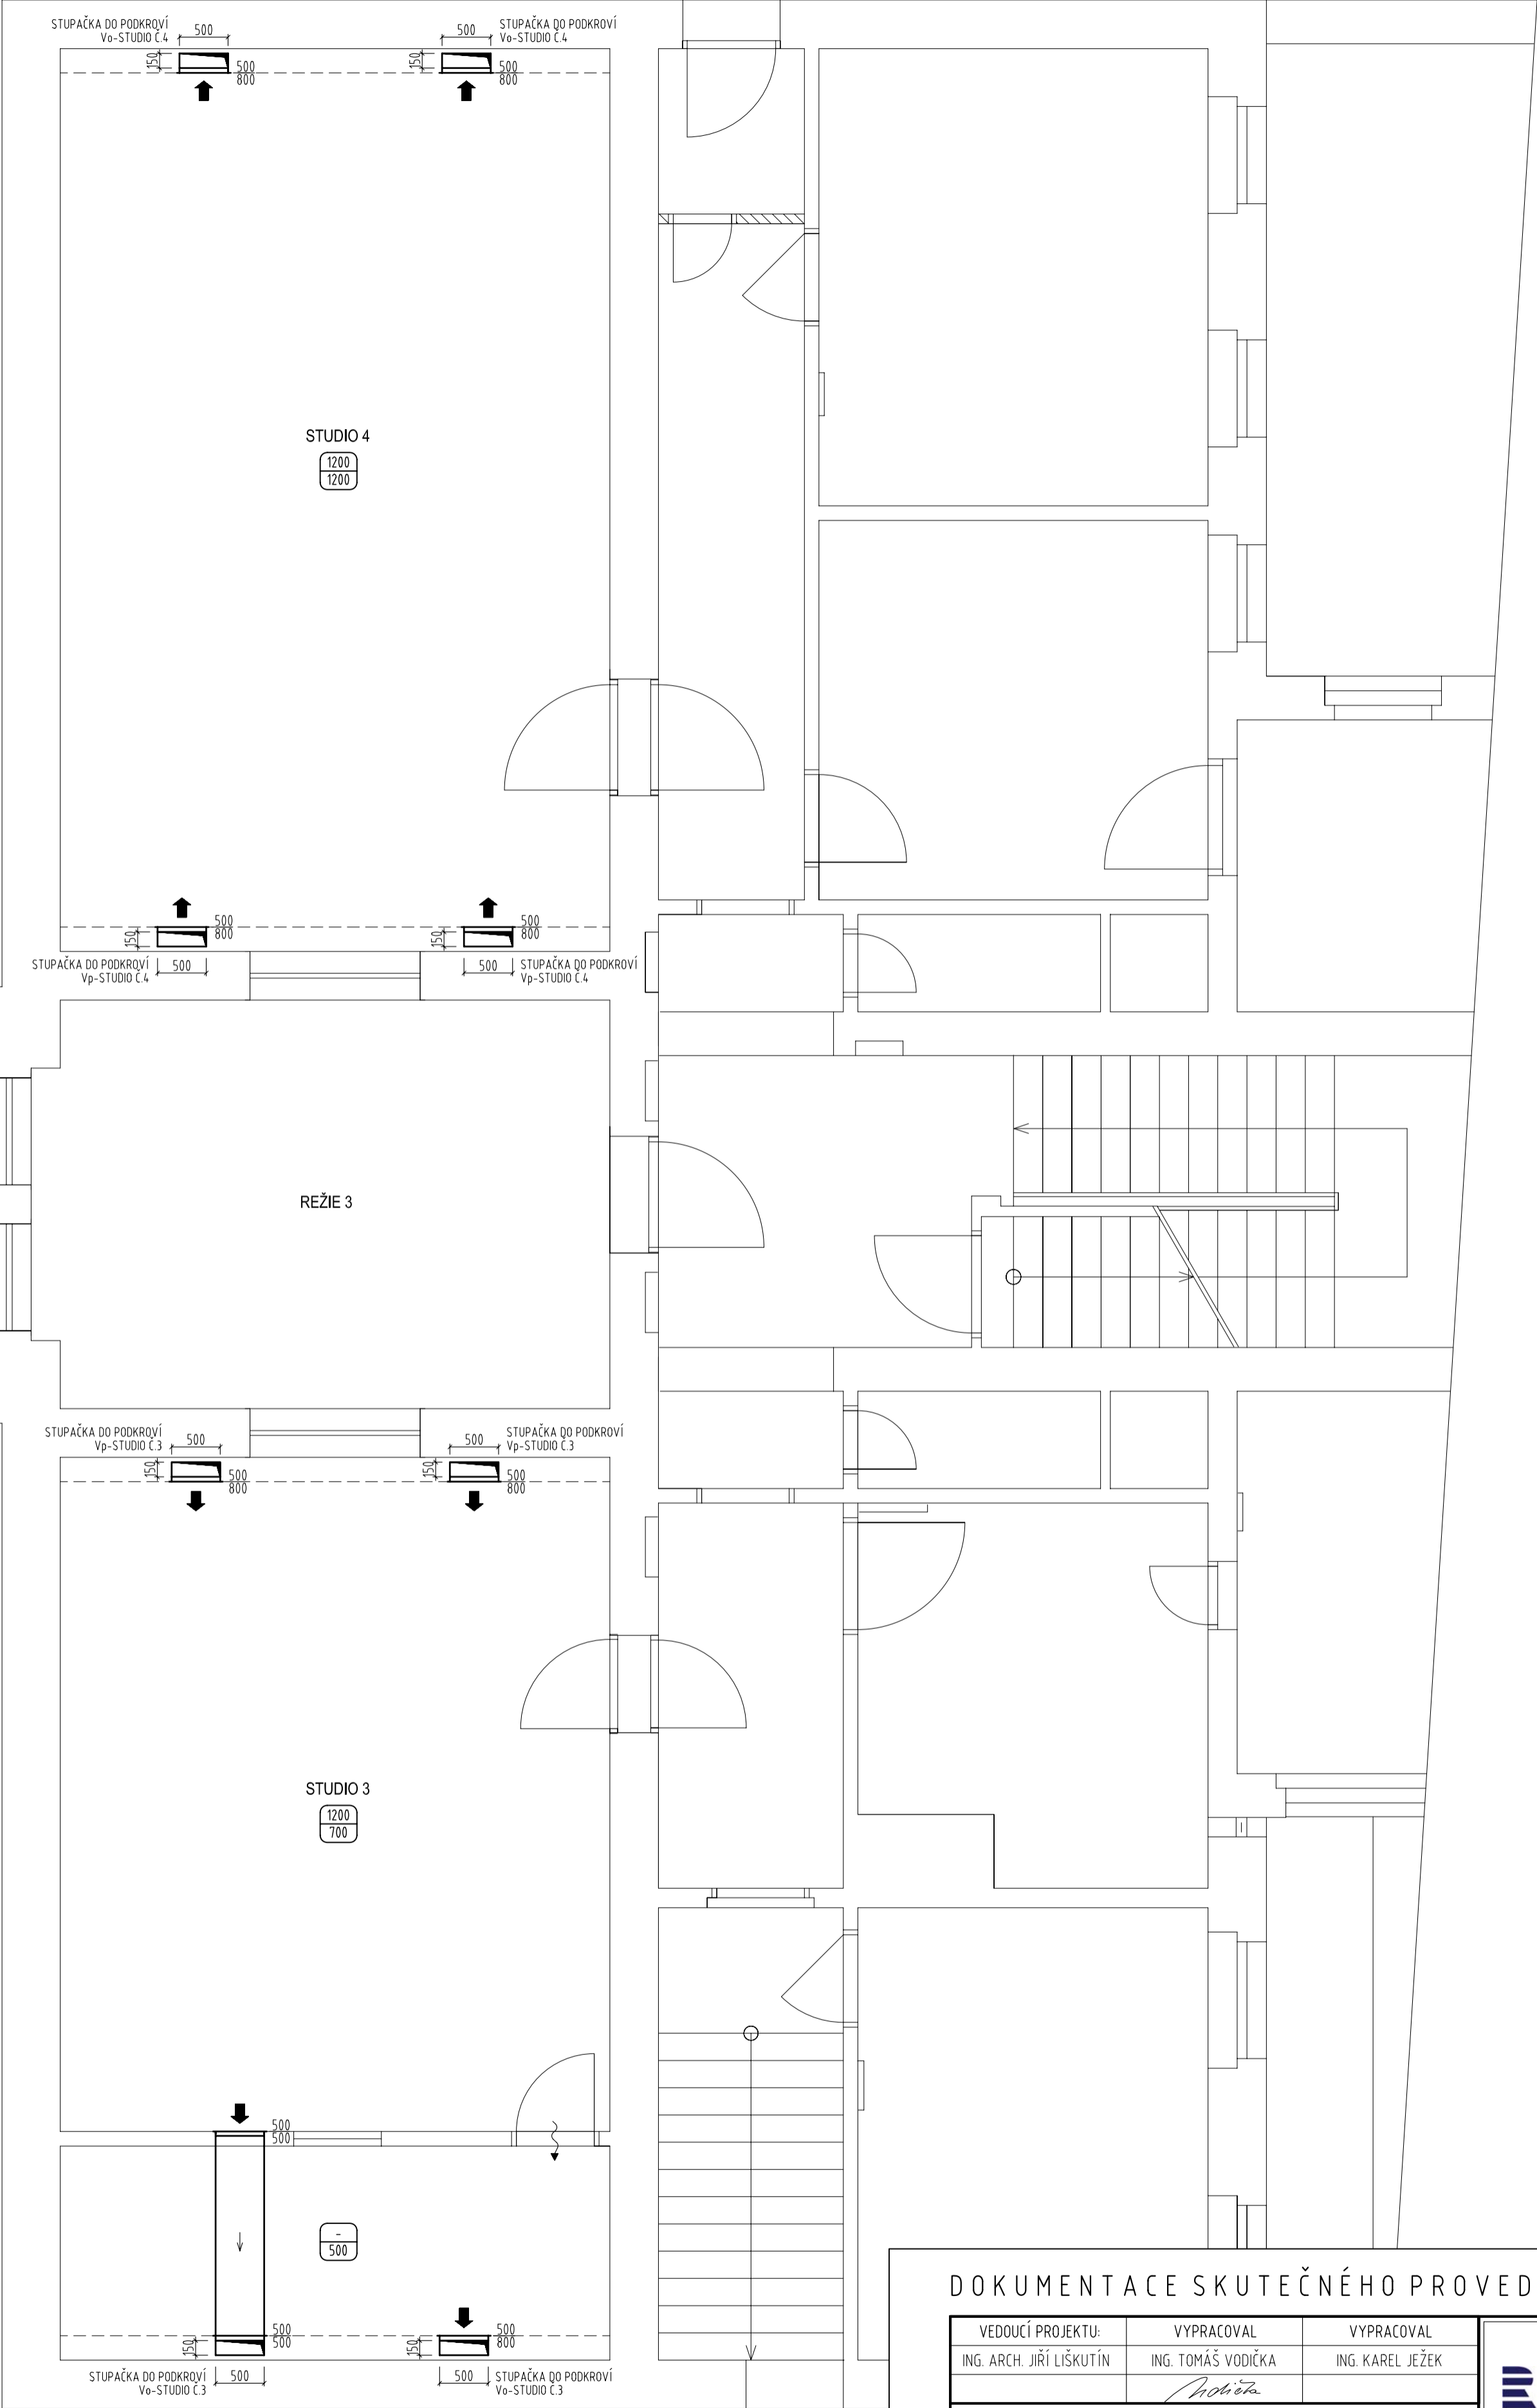 STUPAČKA DO PODKROVÍ
Vo-STUDIO Č.4
500
150
500
800
500
STUPAČKA DO PODKROVÍ
Vo-STUDIO Č.4
150
500
800
STUDIO 4
1200
1200
500
800
150
STUPAČKA DO PODKROVÍ
Vp-STUDIO Č.4
500
500
800
150
500
STUPAČKA DO PODKROVÍ
Vp-STUDIO Č.4
REŽIE 3
STUPAČKA DO PODKROVÍ
Vp-STUDIO Č.3
500
150
500
800
500
STUPAČKA DO PODKROVÍ
Vp-STUDIO Č.3
150
500
800
STUDIO 3
1200
700
500
500
-
500
500
500
150
STUPAČKA DO PODKROVÍ
Vo-STUDIO Č.3
500
500
800
150
500
STUPAČKA DO PODKROVÍ
Vo-STUDIO Č.3
DOKUMENTACE SKUTEČNÉHO PROVED
VEDOUCÍ PROJEKTU:
VYPRACOVAL
VYPRACOVAL
ING. ARCH. JIŘÍ LIŠKUTÍN
ING. TOMÁŠ VODIČKA
ING. KAREL JEŽEK